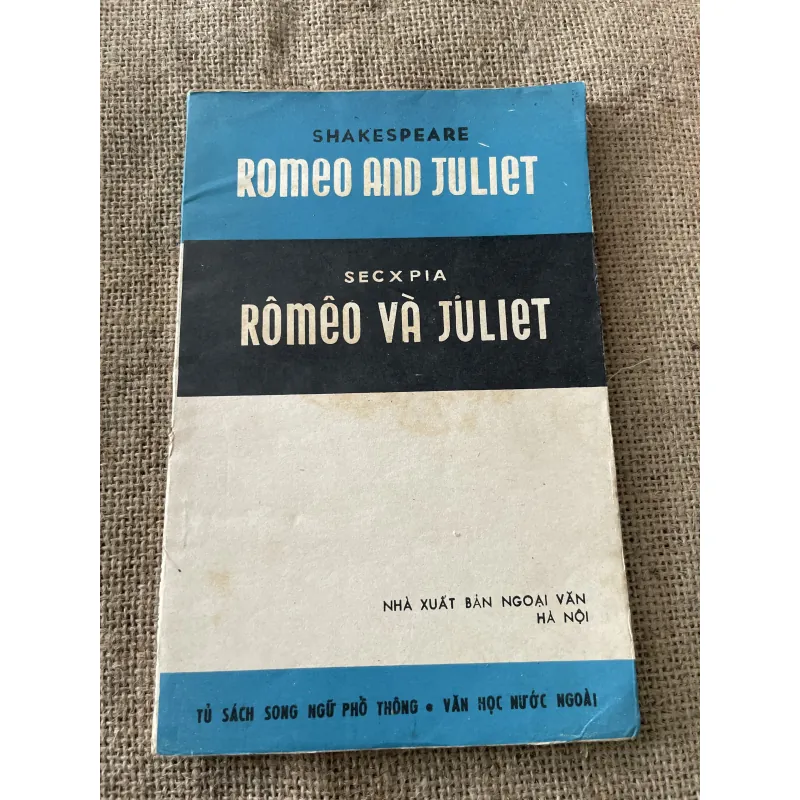 SHAKESPEARE
ROMEO AND JULIET
SECXPIA
RÔMÊO VÀ JULIET
NHÀ XUẤT BẢN NGOẠI VĂN
HÀ NỘI
TỦ SÁCH SONG NGỮ PHỔ THÔNG • VĂN HỌC NƯỚC NGOÀI